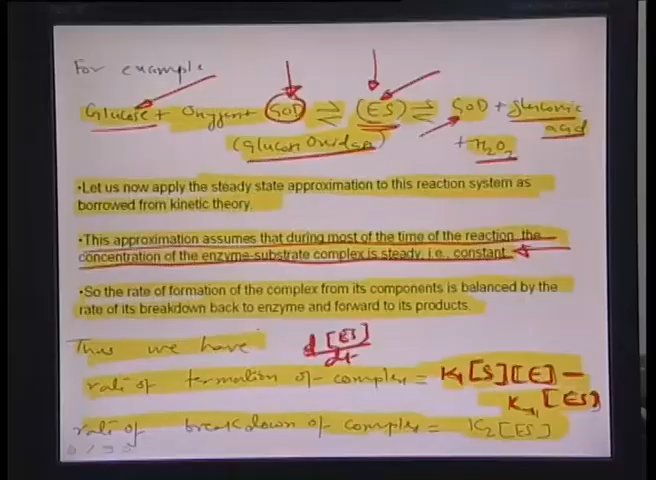 For example
Glucose + Oxygen + GOD ⇌ (ES) ⇌ GOD + gluconic acid
(Glucon Oxidase) + H2O2
•Let us now apply the steady state approximation to this reaction system as
borrowed from kinetic theory.
•This approximation assumes that during most of the time of the reaction, the
concentration of the enzyme-substrate complex is steady, i.e., constant.
•So the rate of formation of the complex from its components is balanced by the
rate of its breakdown back to enzyme and forward to its products.
Thus we have d[ES]/dt
rate of formation of complex = K1[S][E] –
K-1[ES]
rate of breakdown of complex = K2[ES]